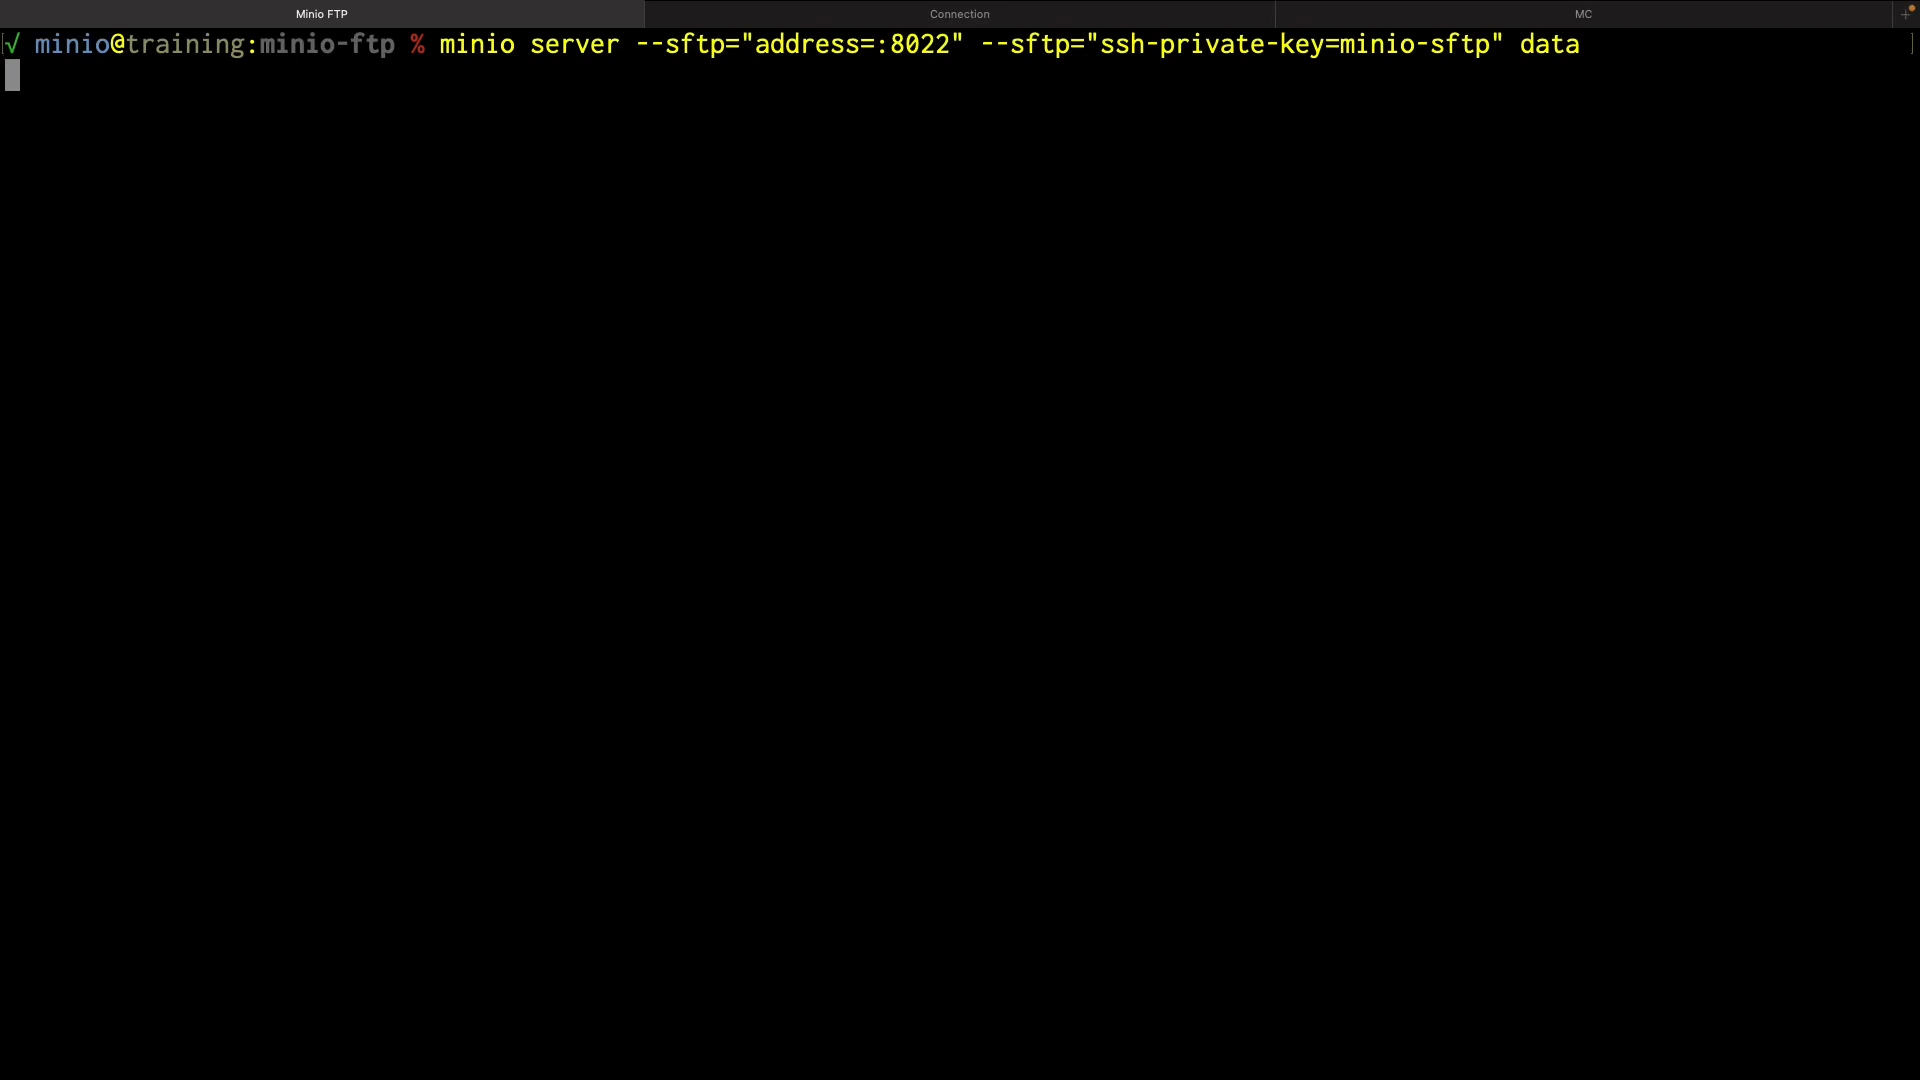 Minio FTP Connection MC +
√ minio@training:minio-ftp % minio server --sftp="address=:8022" --sftp="ssh-private-key=minio-sftp" data